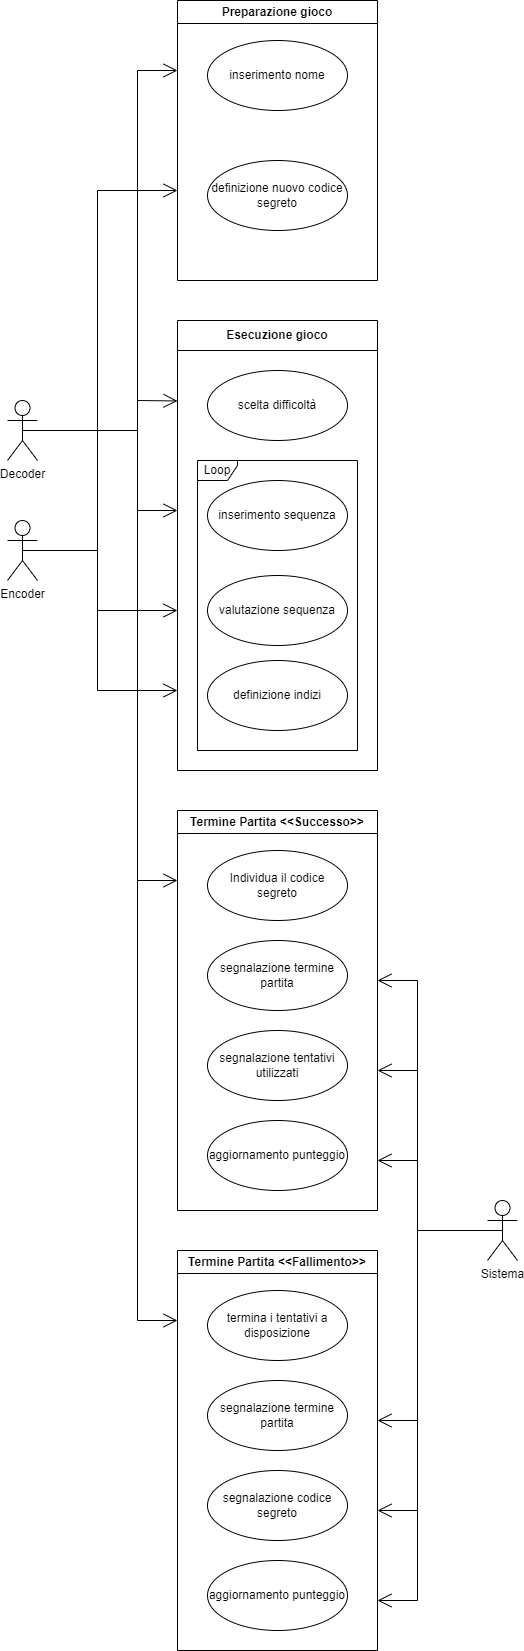 Preparazione gioco
inserimento nome
definizione nuovo codice
segreto
Esecuzione gioco
scelta difficoltà
Decoder
Loop
inserimento sequenza
Encoder
valutazione sequenza
definizione indizi
Termine Partita <<Successo>>
Individua il codice
segreto
segnalazione termine
partita
segnalazione tentativi
utilizzati
aggiornamento punteggio
Sistema
Termine Partita <<Fallimento>>
termina i tentativi a
disposizione
segnalazione termine
partita
segnalazione codice
segreto
aggiornamento punteggio